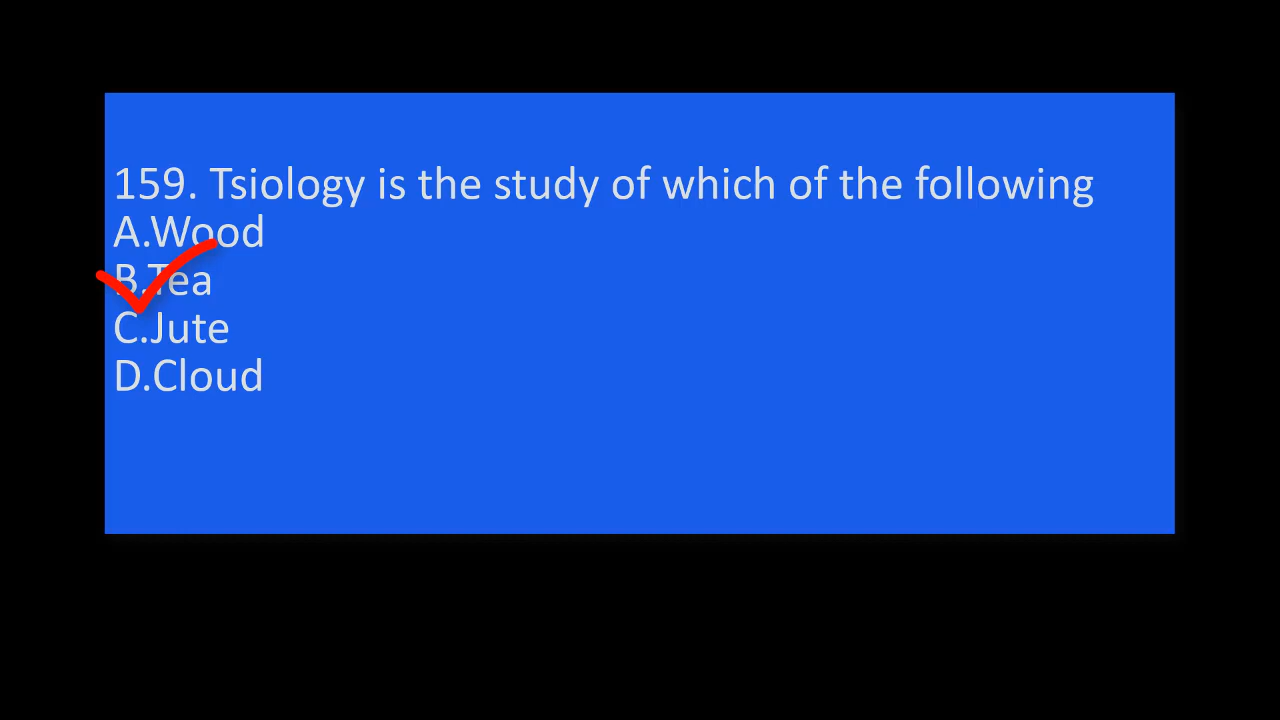 159. Tsiology is the study of which of the following
A.Wood
B.Tea
C.Jute
D.Cloud